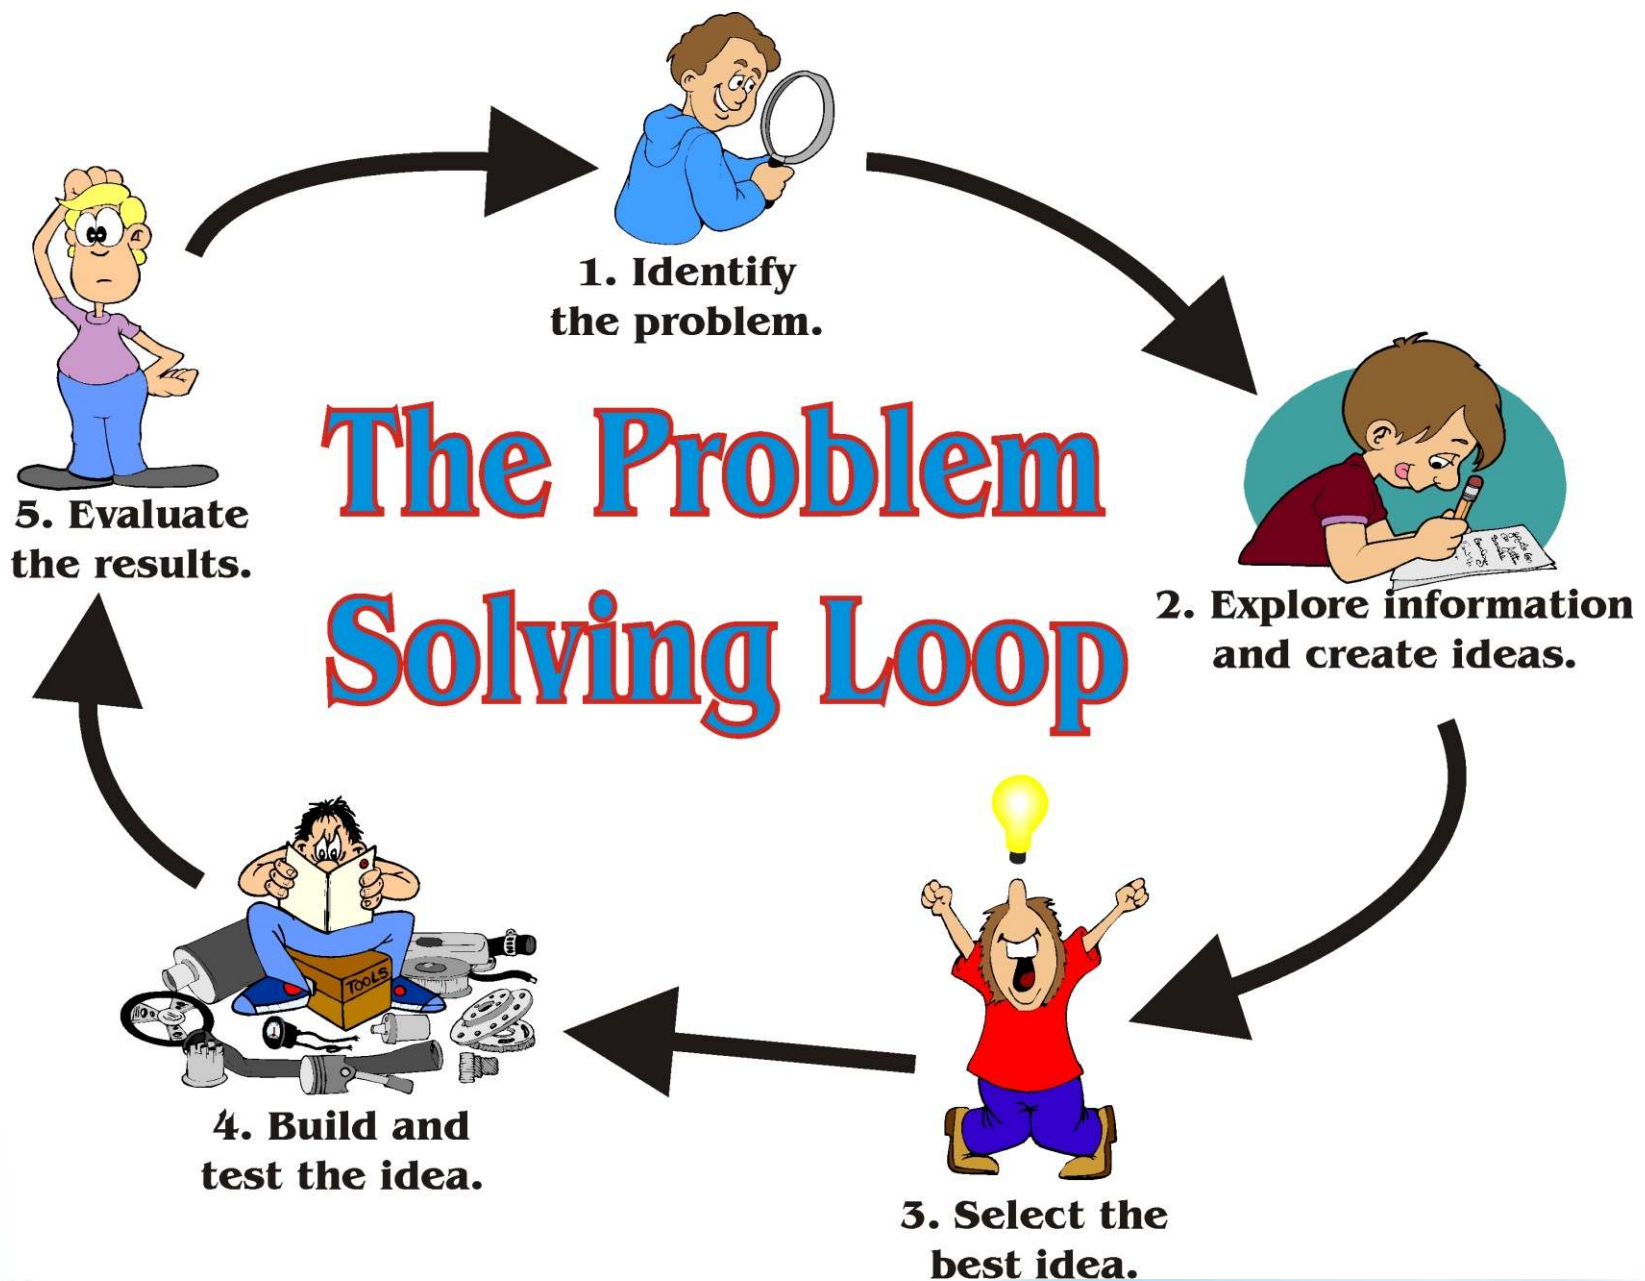 The Problem
Solving Loop
1. Identify
the problem.
2. Explore information
and create ideas.
3. Select the
best idea.
4. Build and
test the idea.
TOOLS
5. Evaluate
the results.